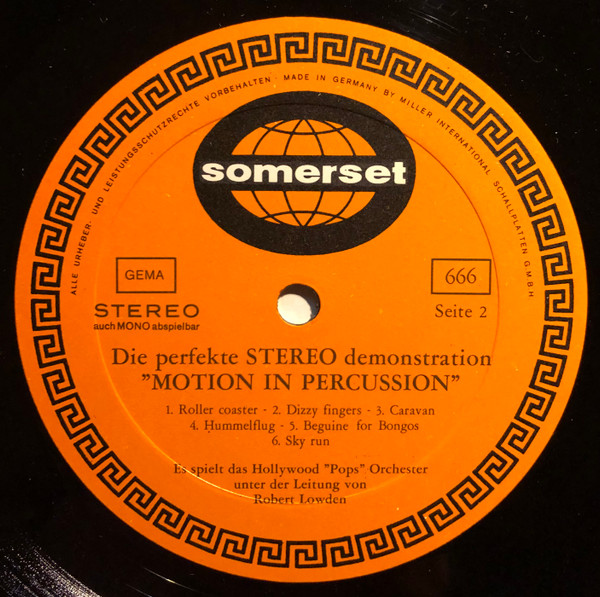 ALLE URHEBER- UND LEISTUNGSSCHUTZRECHTE VORBEHALTEN · MADE IN GERMANY BY MILLER INTERNATIONAL SCHALLPLATTEN G.M.B.H
somerset
GEMA
666
STEREO
Seite 2
auch MONO abspielbar
Die perfekte STEREO demonstration
"MOTION IN PERCUSSION"
1. Roller coaster - 2. Dizzy fingers - 3. Caravan
4. Hummelflug - 5. Beguine for Bongos
6. Sky run
Es spielt das Hollywood "Pops" Orchester
unter der Leitung von
Robert Lowden